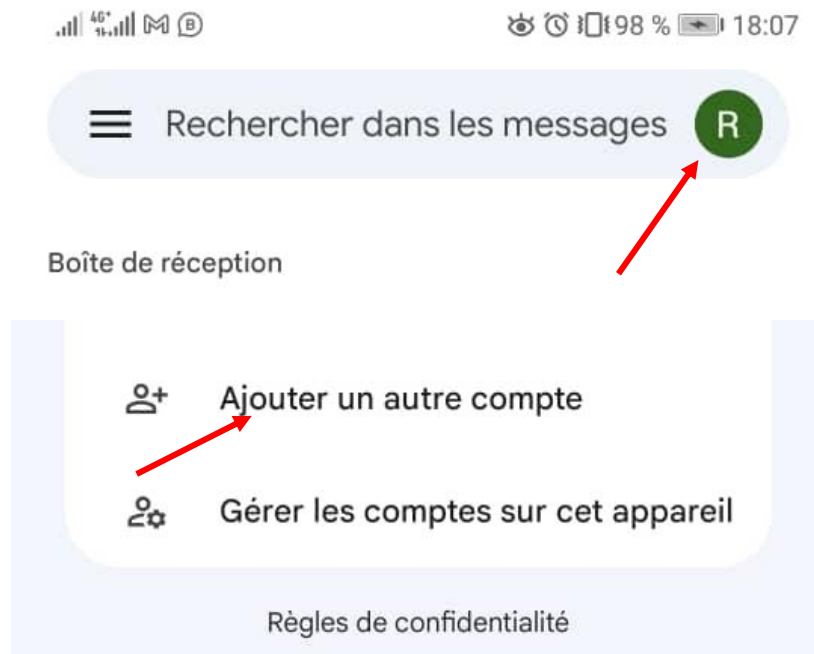 4G+ B 98 % 18:07
Rechercher dans les messages R
Boîte de réception
Ajouter un autre compte
Gérer les comptes sur cet appareil
Règles de confidentialité